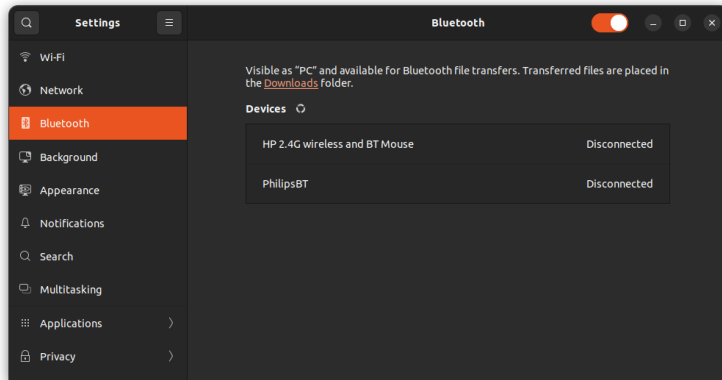 Settings
Bluetooth
Wi-Fi
Network
Bluetooth
Background
Appearance
Notifications
Search
Multitasking
Applications
Privacy
Visible as “PC” and available for Bluetooth file transfers. Transferred files are placed in
the Downloads folder.
Devices
HP 2.4G wireless and BT Mouse Disconnected
PhilipsBT Disconnected